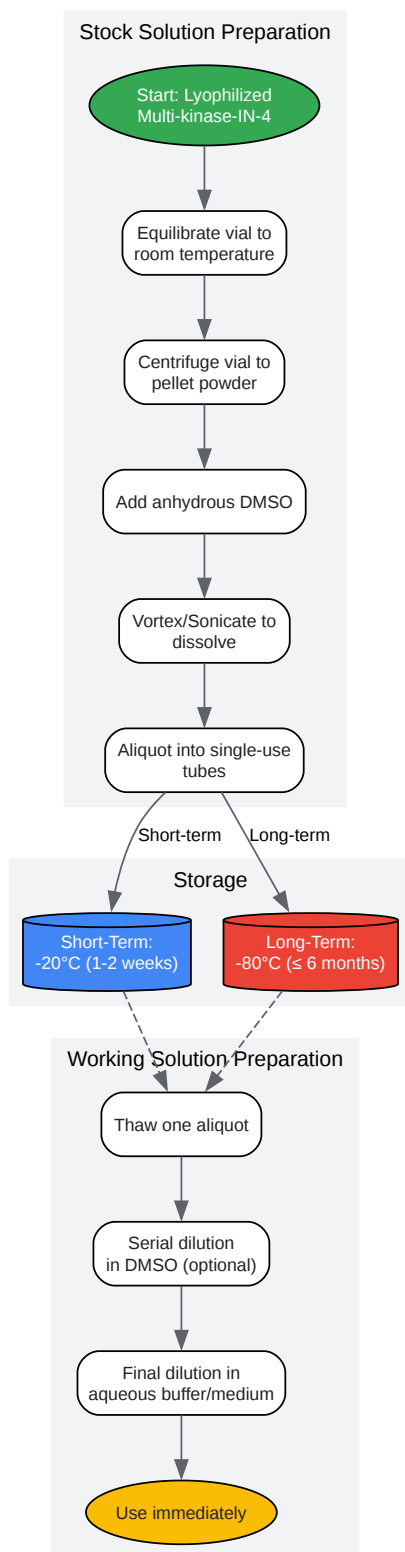 Stock Solution Preparation
Start: Lyophilized
Multi-kinase-IN-4
Equilibrate vial to
room temperature
Centrifuge vial to
pellet powder
Add anhydrous DMSO
Vortex/Sonicate to
dissolve
Aliquot into single-use
tubes
Short-term
Long-term
Storage
Short-Term:
-20°C (1-2 weeks)
Long-Term:
-80°C (≤ 6 months)
Working Solution Preparation
Thaw one aliquot
Serial dilution
in DMSO (optional)
Final dilution in
aqueous buffer/medium
Use immediately